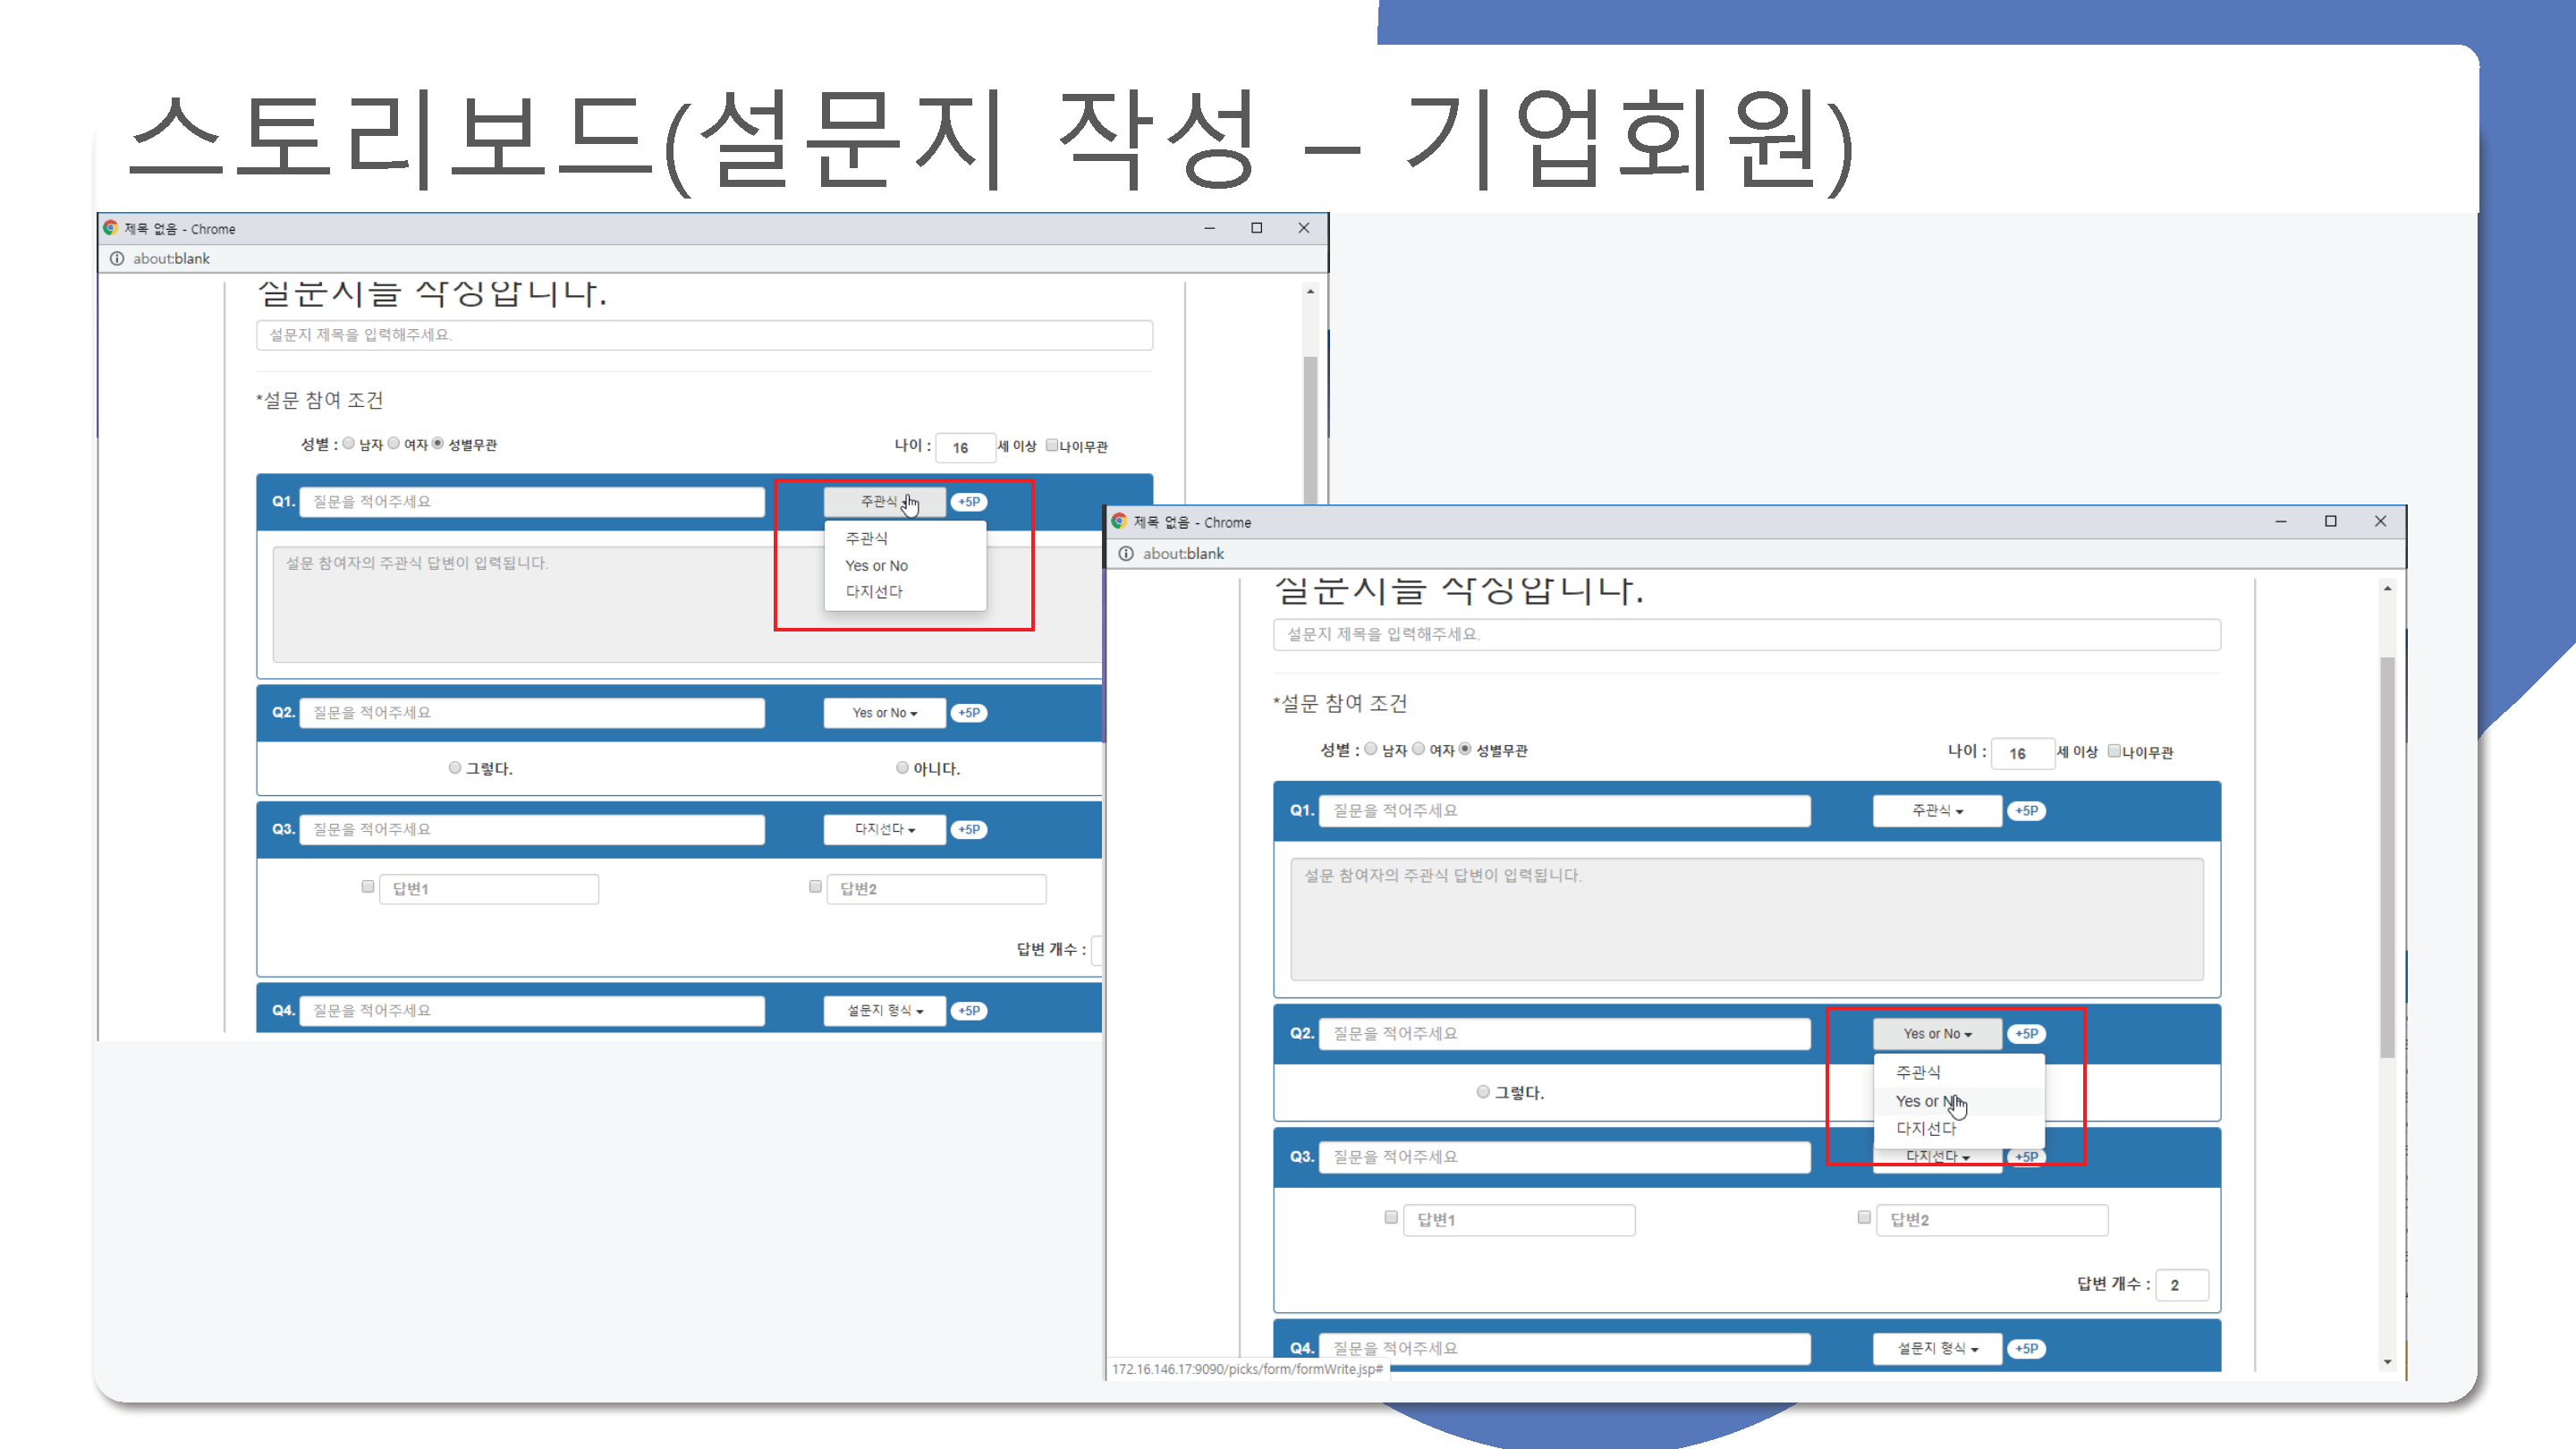 스토리보드(설문지 작성 – 기업회원)
제목 없음 - Chrome
about:blank
설문지를 작성합니다.
설문지 제목을 입력해주세요.
*설문 참여 조건
성별 : 남자 여자 성별무관 나이 : 16 세 이상 나이무관
Q1. 질문을 적어주세요 주관식 +5P
주관식
Yes or No
다지선다
설문 참여자의 주관식 답변이 입력됩니다.
Q2. 질문을 적어주세요 Yes or No +5P
그렇다. 아니다.
Q3. 질문을 적어주세요 다지선다 +5P
답변1 답변2
답변 개수 :
Q4. 질문을 적어주세요 설문지 형식 +5P
제목 없음 - Chrome
about:blank
설문지를 작성합니다.
설문지 제목을 입력해주세요.
*설문 참여 조건
성별 : 남자 여자 성별무관 나이 : 16 세 이상 나이무관
Q1. 질문을 적어주세요 주관식 +5P
설문 참여자의 주관식 답변이 입력됩니다.
Q2. 질문을 적어주세요 Yes or No +5P
그렇다.
주관식
Yes or No
다지선다
Q3. 질문을 적어주세요 다지선다 +5P
답변1 답변2
답변 개수 : 2
Q4. 질문을 적어주세요 설문지 형식 +5P
172.16.146.17:9090/picks/form/formWrite.jsp#